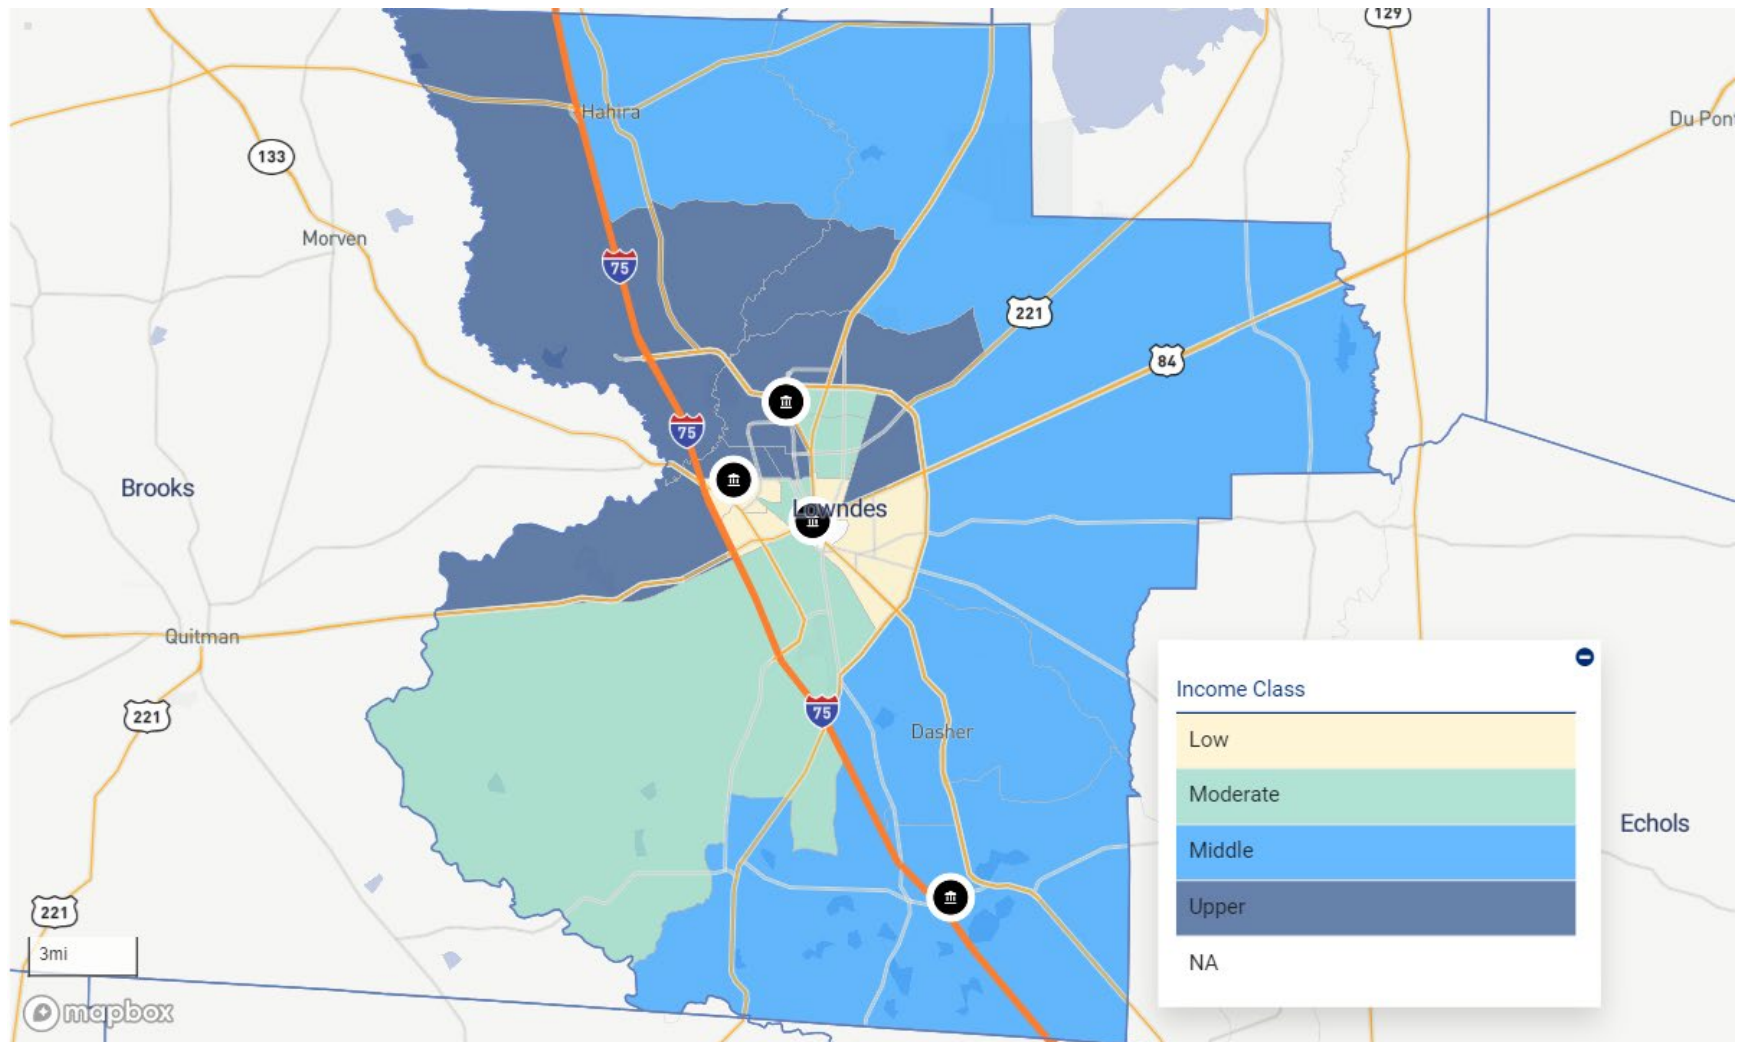 129
Hahira
Du Pon
133
Morven
75
221
84
75
Brooks
Lowndes
Quitman
Income Class
221
75
Dasher
Low
Moderate
Echols
Middle
Upper
221
3mi
NA
mapbox